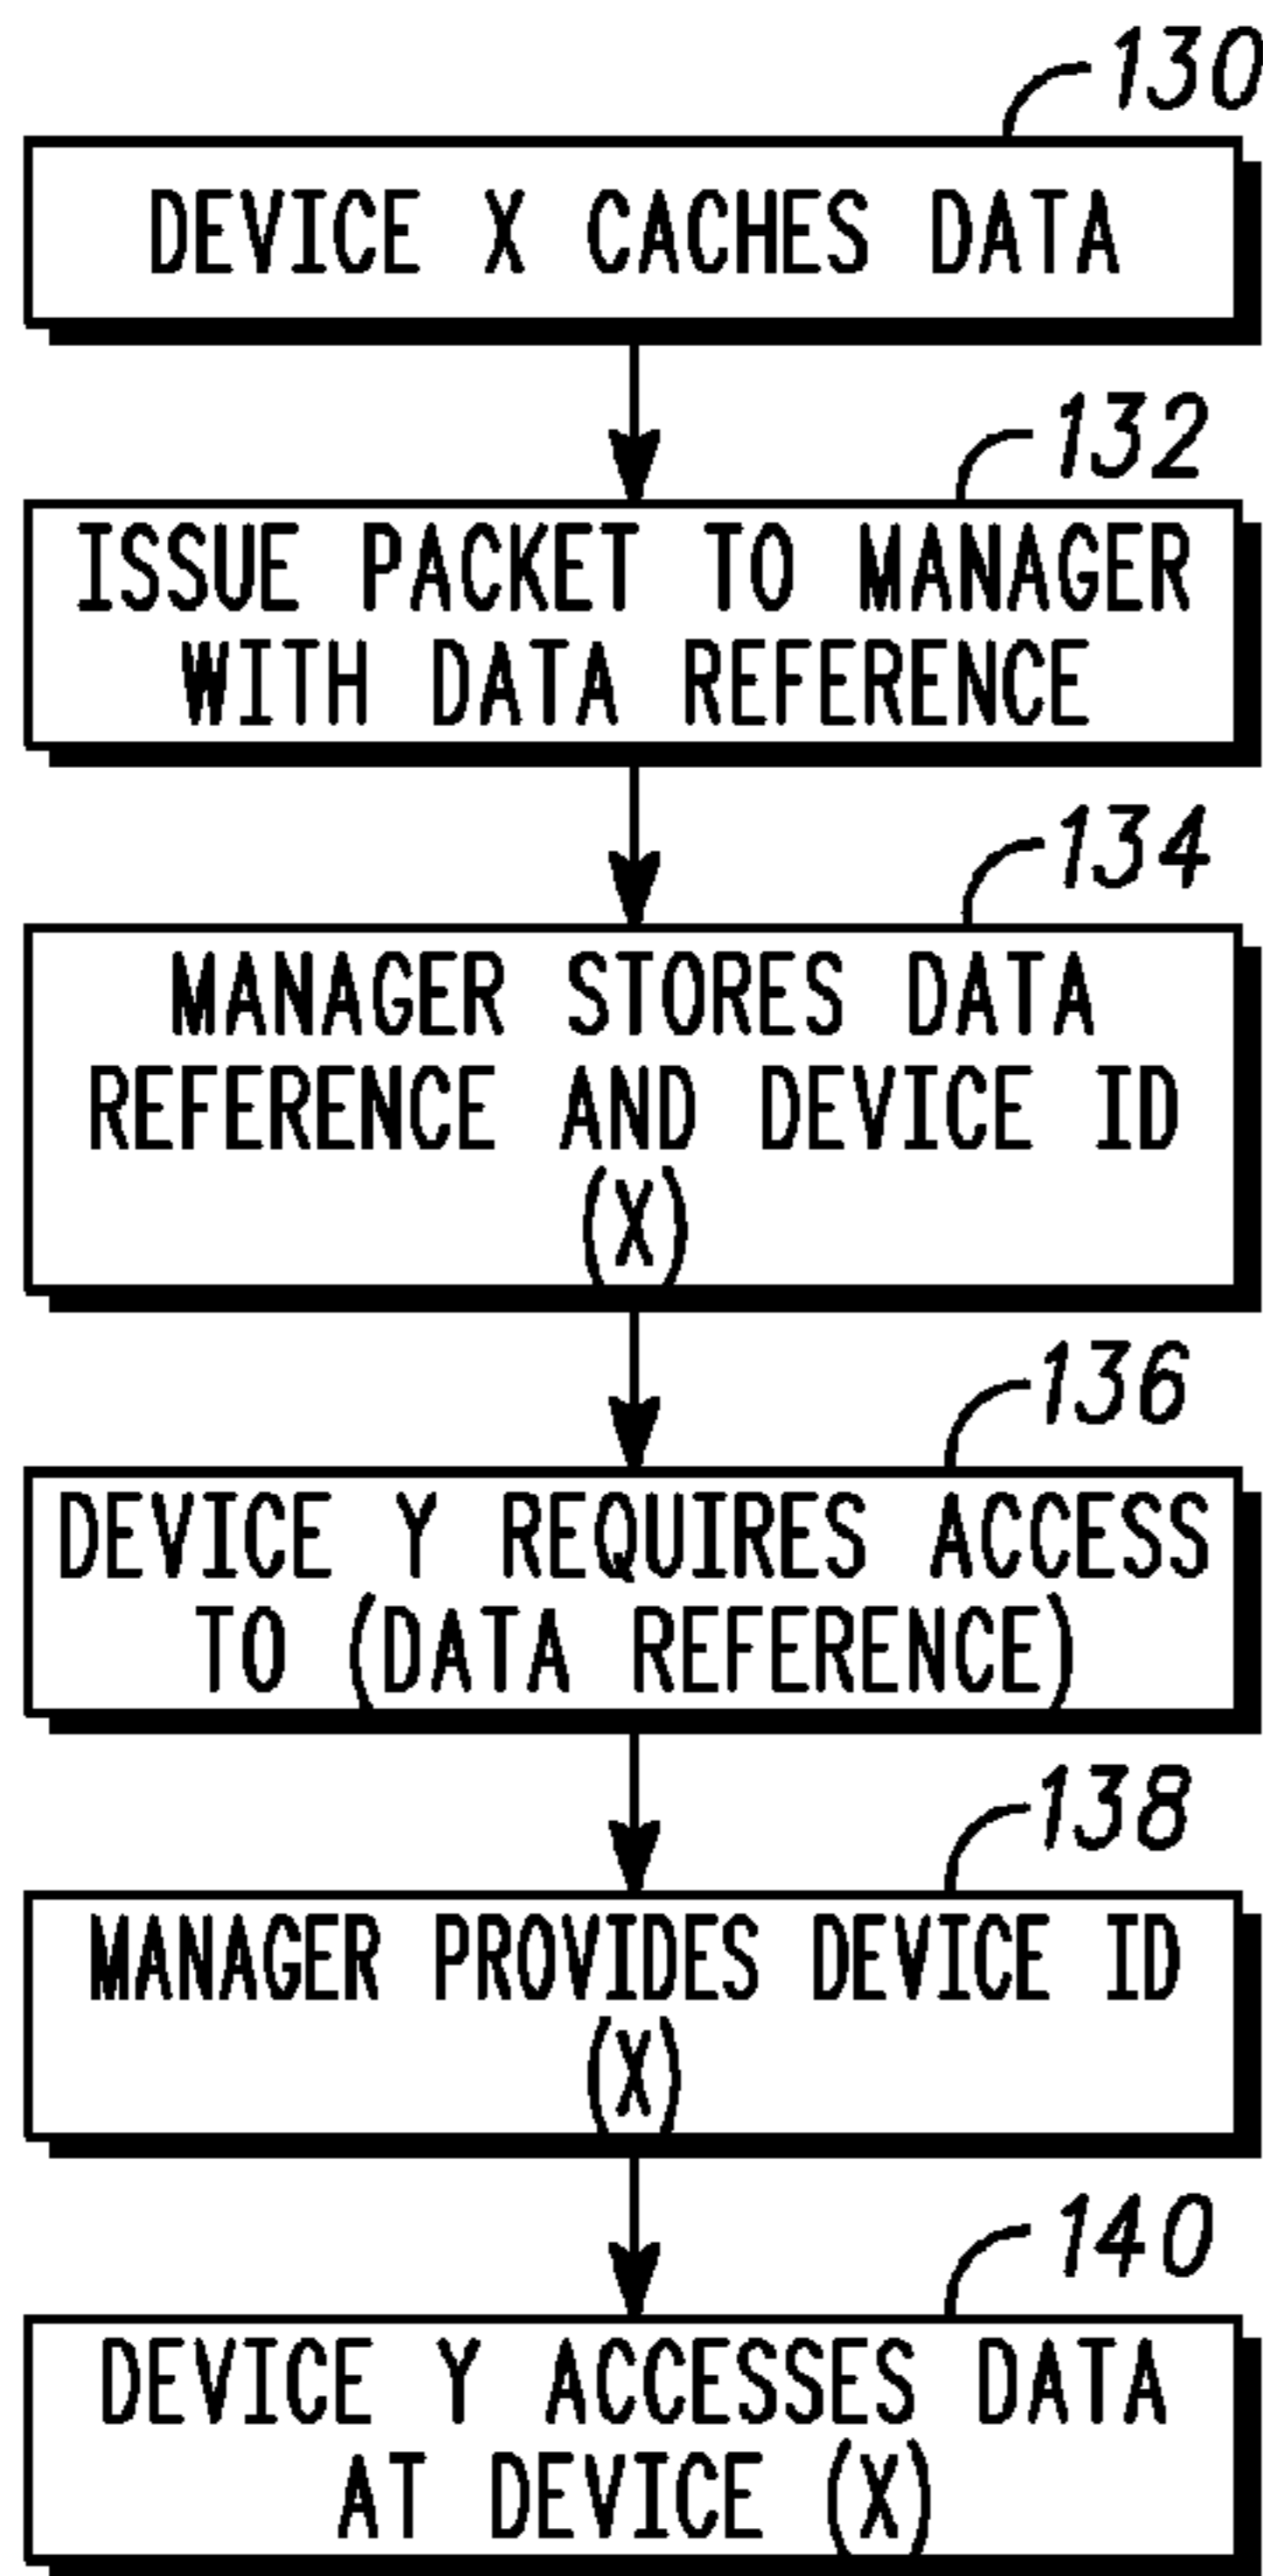 130
DEVICE X CACHES DATA
132
ISSUE PACKET TO MANAGER
WITH DATA REFERENCE
134
MANAGER STORES DATA
REFERENCE AND DEVICE ID
(X)
136
DEVICE Y REQUIRES ACCESS
TO (DATA REFERENCE)
138
MANAGER PROVIDES DEVICE ID
(X)
140
DEVICE Y ACCESSES DATA
AT DEVICE (X)